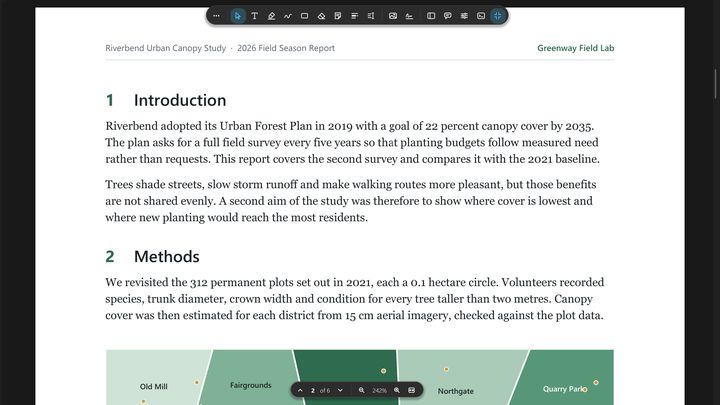 Riverbend Urban Canopy Study · 2026 Field Season Report
Greenway Field Lab
1 Introduction
Riverbend adopted its Urban Forest Plan in 2019 with a goal of 22 percent canopy cover by 2035.
The plan asks for a full field survey every five years so that planting budgets follow measured need
rather than requests. This report covers the second survey and compares it with the 2021 baseline.
Trees shade streets, slow storm runoff and make walking routes more pleasant, but those benefits
are not shared evenly. A second aim of the study was therefore to show where cover is lowest and
where new planting would reach the most residents.
2 Methods
We revisited the 312 permanent plots set out in 2021, each a 0.1 hectare circle. Volunteers recorded
species, trunk diameter, crown width and condition for every tree taller than two metres. Canopy
cover was then estimated for each district from 15 cm aerial imagery, checked against the plot data.
Old Mill
Fairgrounds
Northgate
Quarry Park
2 of 6
242%